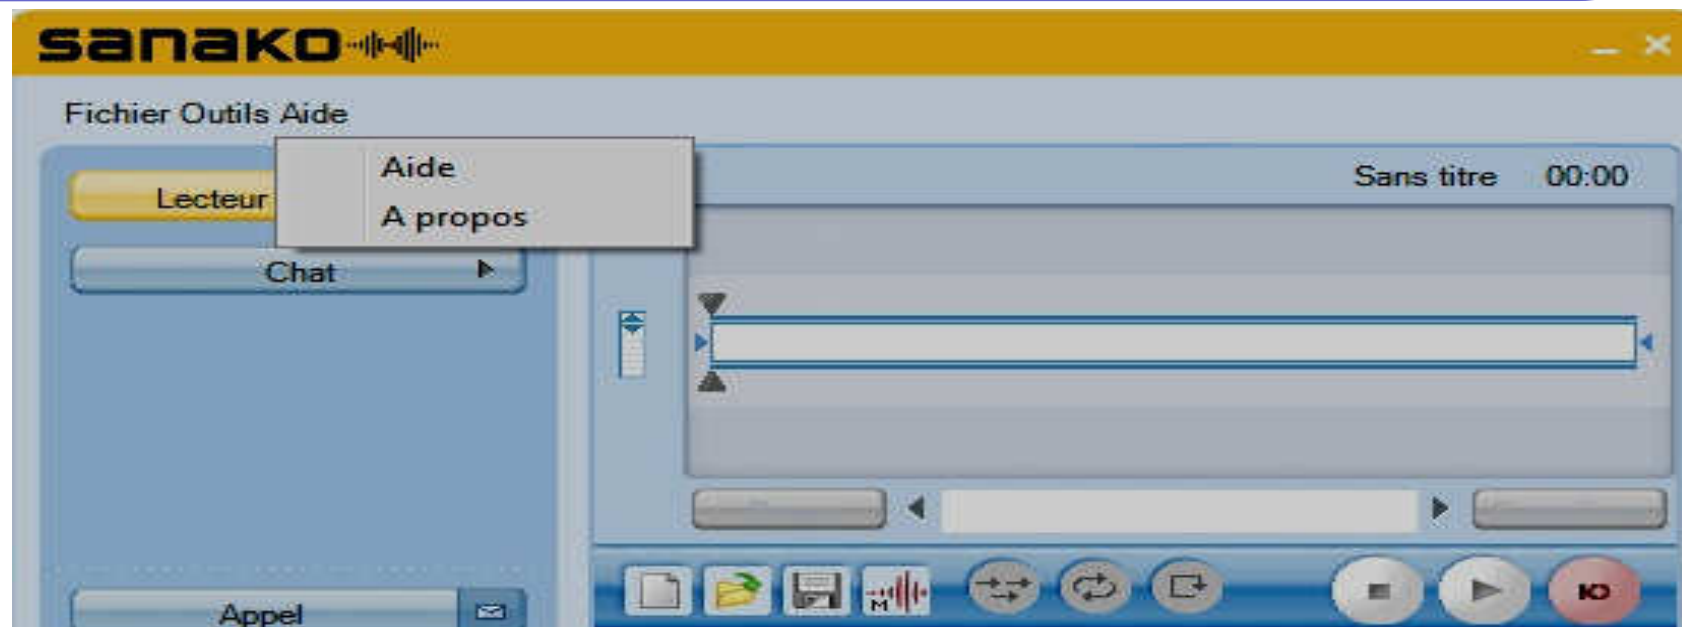 sanako
Fichier Outils Aide
Aide
A propos
Lecteur
Sans titre 00:00
Chat
M
Appel